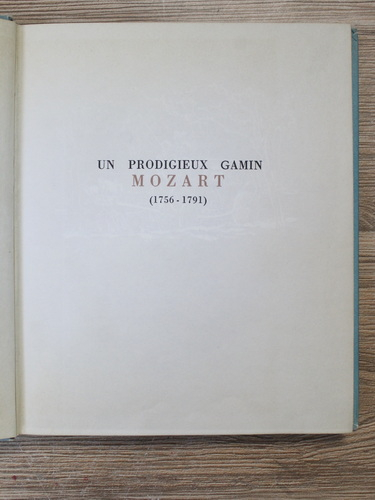 UN PRODIGIEUX GAMIN
MOZART
(1756 - 1791)